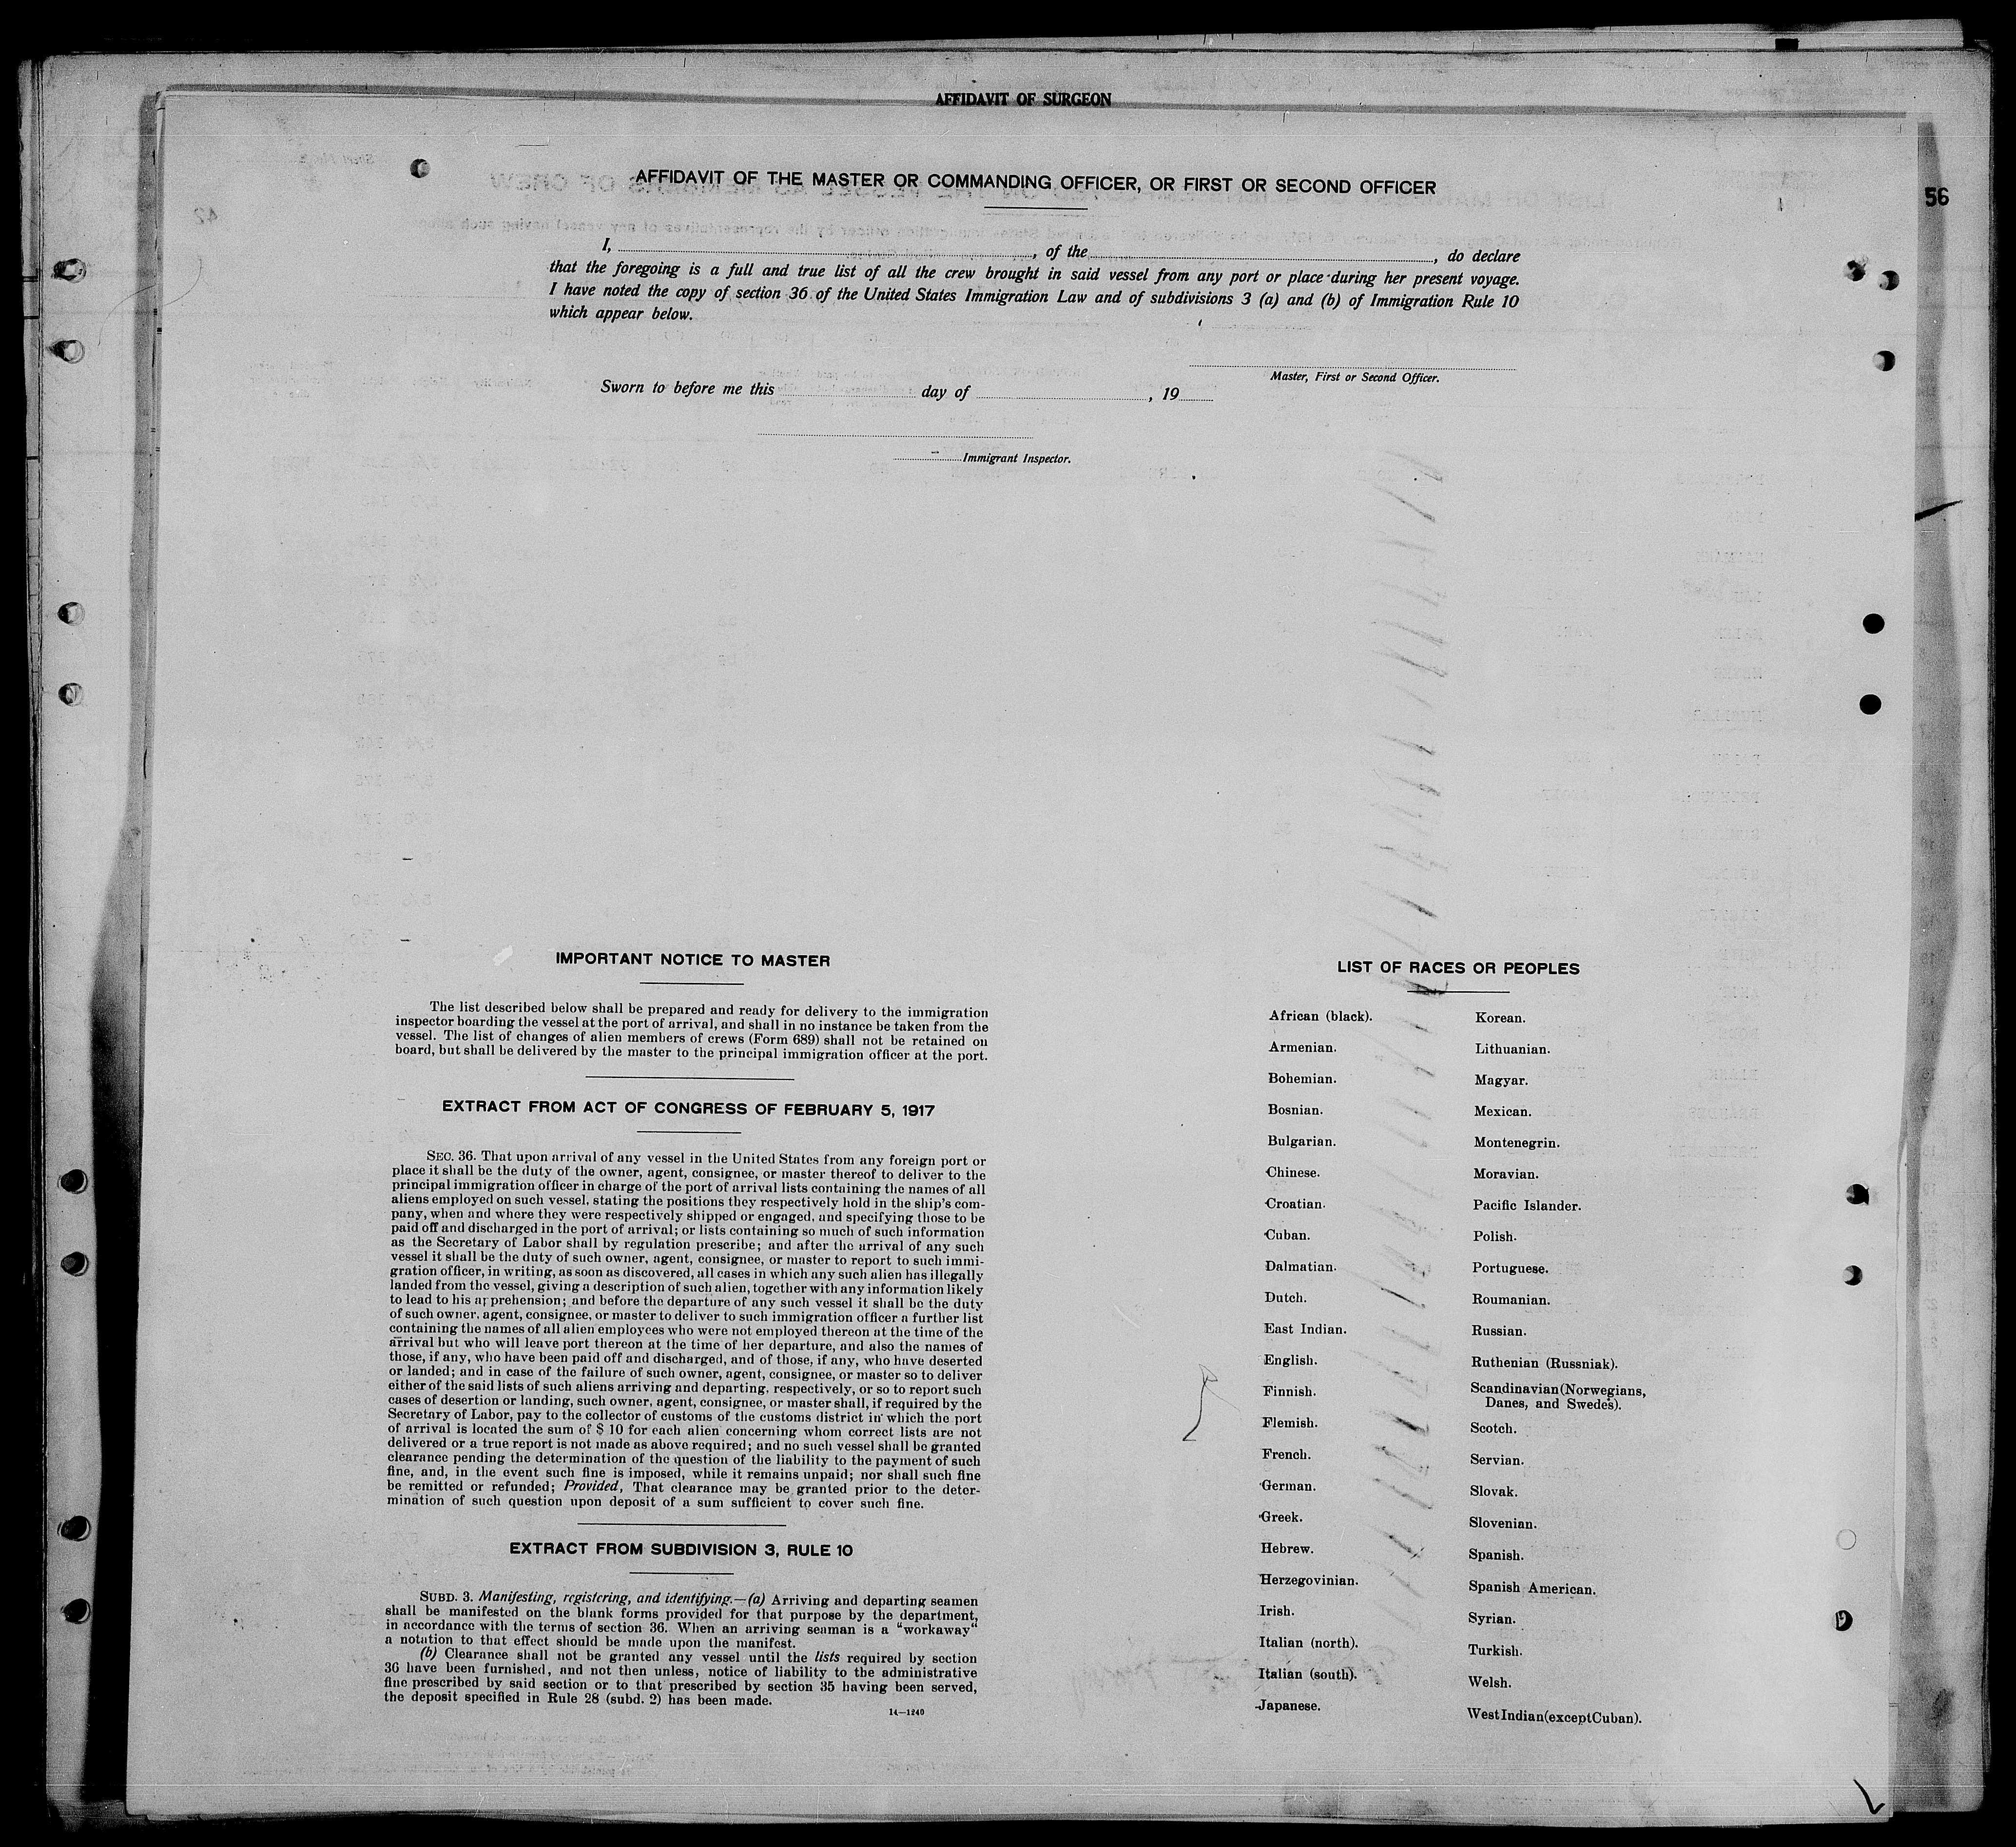 AFFIDAVIT OF SURGEON
AFFIDAVIT OF THE MASTER OR COMMANDING OFFICER, OR FIRST OR SECOND OFFICER
56
I, , of the , do declare
that the foregoing is a full and true list of all the crew brought in said vessel from any port or place during her present voyage.
I have noted the copy of section 36 of the United States Immigration Law and of subdivisions 3 (a) and (b) of Immigration Rule 10
which appear below.
Master, First or Second Officer.
Sworn to before me this day of , 19
Immigrant Inspector.
IMPORTANT NOTICE TO MASTER
The list described below shall be prepared and ready for delivery to the immigration
inspector boarding the vessel at the port of arrival, and shall in no instance be taken from the
vessel. The list of changes of alien members of crews (Form 689) shall not be retained on
board, but shall be delivered by the master to the principal immigration officer at the port.
EXTRACT FROM ACT OF CONGRESS OF FEBRUARY 5, 1917
SEC. 36. That upon arrival of any vessel in the United States from any foreign port or
place it shall be the duty of the owner, agent, consignee, or master thereof to deliver to the
principal immigration officer in charge of the port of arrival lists containing the names of all
aliens employed on such vessel, stating the positions they respectively hold in the ship's com-
pany, when and where they were respectively shipped or engaged, and specifying those to be
paid off and discharged in the port of arrival; or lists containing so much of such information
as the Secretary of Labor shall by regulation prescribe; and after the arrival of any such
vessel it shall be the duty of such owner, agent, consignee, or master to report to such immi-
gration officer, in writing, as soon as discovered, all cases in which any such alien has illegally
landed from the vessel, giving a description of such alien, together with any information likely
to lead to his apprehension; and before the departure of any such vessel it shall be the duty
of such owner, agent, consignee, or master to deliver to such immigration officer a further list
containing the names of all alien employees who were not employed thereon at the time of the
arrival but who will leave port thereon at the time of her departure, and also the names of
those, if any, who have been paid off and discharged, and of those, if any, who have deserted
or landed; and in case of the failure of such owner, agent, consignee, or master so to deliver
either of the said lists of such aliens arriving and departing, respectively, or so to report such
cases of desertion or landing, such owner, agent, consignee, or master shall, if required by the
Secretary of Labor, pay to the collector of customs of the customs district in which the port
of arrival is located the sum of $ 10 for each alien concerning whom correct lists are not
delivered or a true report is not made as above required; and no such vessel shall be granted
clearance pending the determination of the question of the liability to the payment of such
fine, and, in the event such fine is imposed, while it remains unpaid; nor shall such fine
be remitted or refunded; Provided, That clearance may be granted prior to the deter-
mination of such question upon deposit of a sum sufficient to cover such fine.
EXTRACT FROM SUBDIVISION 3, RULE 10
SUBD. 3. Manifesting, registering, and identifying.—(a) Arriving and departing seamen
shall be manifested on the blank forms provided for that purpose by the department,
in accordance with the terms of section 36. When an arriving seaman is a "workaway"
a notation to that effect should be made upon the manifest.
(b) Clearance shall not be granted any vessel until the lists required by section
36 have been furnished, and not then unless, notice of liability to the administrative
fine prescribed by said section or to that prescribed by section 35 having been served,
the deposit specified in Rule 28 (subd. 2) has been made.
14—1240
LIST OF RACES OR PEOPLES
African (black).
Armenian.
Bohemian.
Bosnian.
Bulgarian.
Chinese.
Croatian.
Cuban.
Dalmatian.
Dutch.
East Indian.
English.
Finnish.
Flemish.
French.
German.
Greek.
Hebrew.
Herzegovinian.
Irish.
Italian (north).
Italian (south).
Japanese.
Korean.
Lithuanian.
Magyar.
Mexican.
Montenegrin.
Moravian.
Pacific Islander.
Polish.
Portuguese.
Roumanian.
Russian.
Ruthenian (Russniak).
Scandinavian (Norwegians,
Danes, and Swedes).
Scotch.
Servian.
Slovak.
Slovenian.
Spanish.
Spanish American.
Syrian.
Turkish.
Welsh.
West Indian (except Cuban).